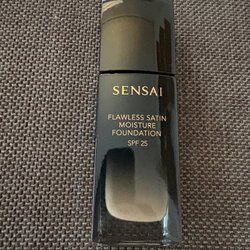 SENSAI
FLAWLESS SATIN
MOISTURE
FOUNDATION
SPF 25